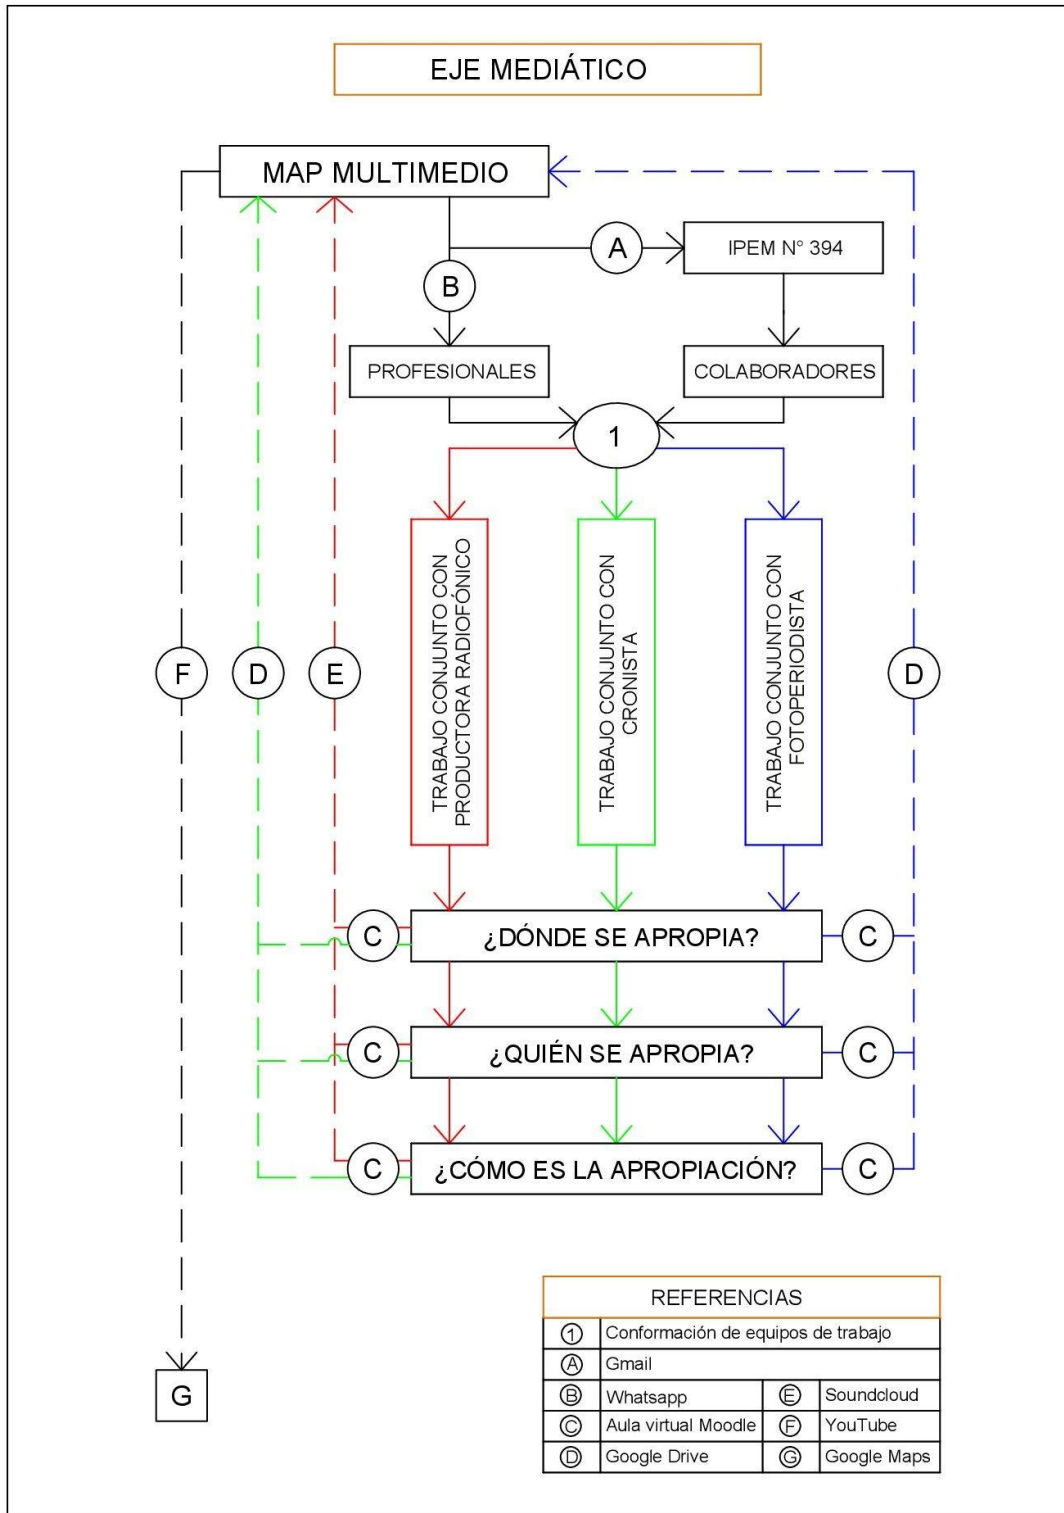 EJE MEDIÁTICO
MAP MULTIMEDIO
A
IPEM N° 394
B
PROFESIONALES
COLABORADORES
1
TRABAJO CONJUNTO CON
PRODUCTORA RADIOFÓNICO
TRABAJO CONJUNTO CON
CRONISTA
TRABAJO CONJUNTO CON
FOTOPERIODISTA
F
D
E
D
C
¿DÓNDE SE APROPIA?
C
C
¿QUIÉN SE APROPIA?
C
C
¿CÓMO ES LA APROPIACIÓN?
C
G
REFERENCIAS
1 Conformación de equipos de trabajo
A Gmail
B Whatsapp E Soundcloud
C Aula virtual Moodle F YouTube
D Google Drive G Google Maps